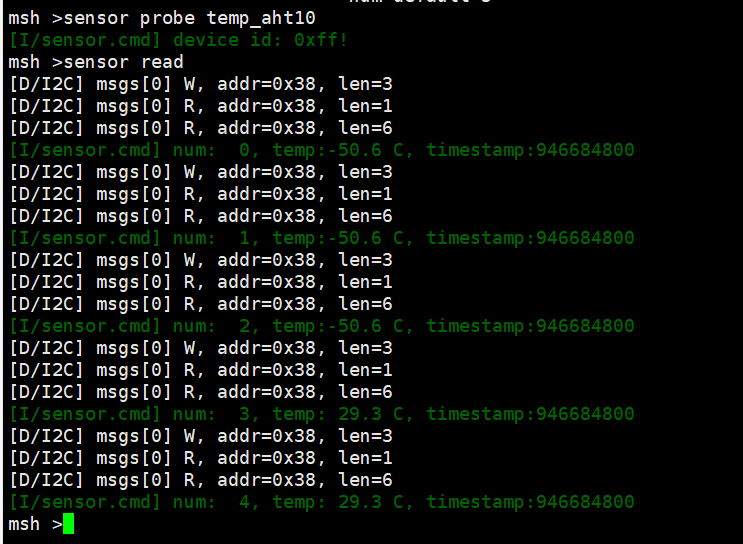 msh >sensor probe temp_aht10
[I/sensor.cmd] device id: 0xff!
msh >sensor read
[D/I2C] msgs[0] W, addr=0x38, len=3
[D/I2C] msgs[0] R, addr=0x38, len=1
[D/I2C] msgs[0] R, addr=0x38, len=6
[I/sensor.cmd] num:  0, temp:-50.6 C, timestamp:946684800
[D/I2C] msgs[0] W, addr=0x38, len=3
[D/I2C] msgs[0] R, addr=0x38, len=1
[D/I2C] msgs[0] R, addr=0x38, len=6
[I/sensor.cmd] num:  1, temp:-50.6 C, timestamp:946684800
[D/I2C] msgs[0] W, addr=0x38, len=3
[D/I2C] msgs[0] R, addr=0x38, len=1
[D/I2C] msgs[0] R, addr=0x38, len=6
[I/sensor.cmd] num:  2, temp:-50.6 C, timestamp:946684800
[D/I2C] msgs[0] W, addr=0x38, len=3
[D/I2C] msgs[0] R, addr=0x38, len=1
[D/I2C] msgs[0] R, addr=0x38, len=6
[I/sensor.cmd] num:  3, temp: 29.3 C, timestamp:946684800
[D/I2C] msgs[0] W, addr=0x38, len=3
[D/I2C] msgs[0] R, addr=0x38, len=1
[D/I2C] msgs[0] R, addr=0x38, len=6
[I/sensor.cmd] num:  4, temp: 29.3 C, timestamp:946684800
msh >